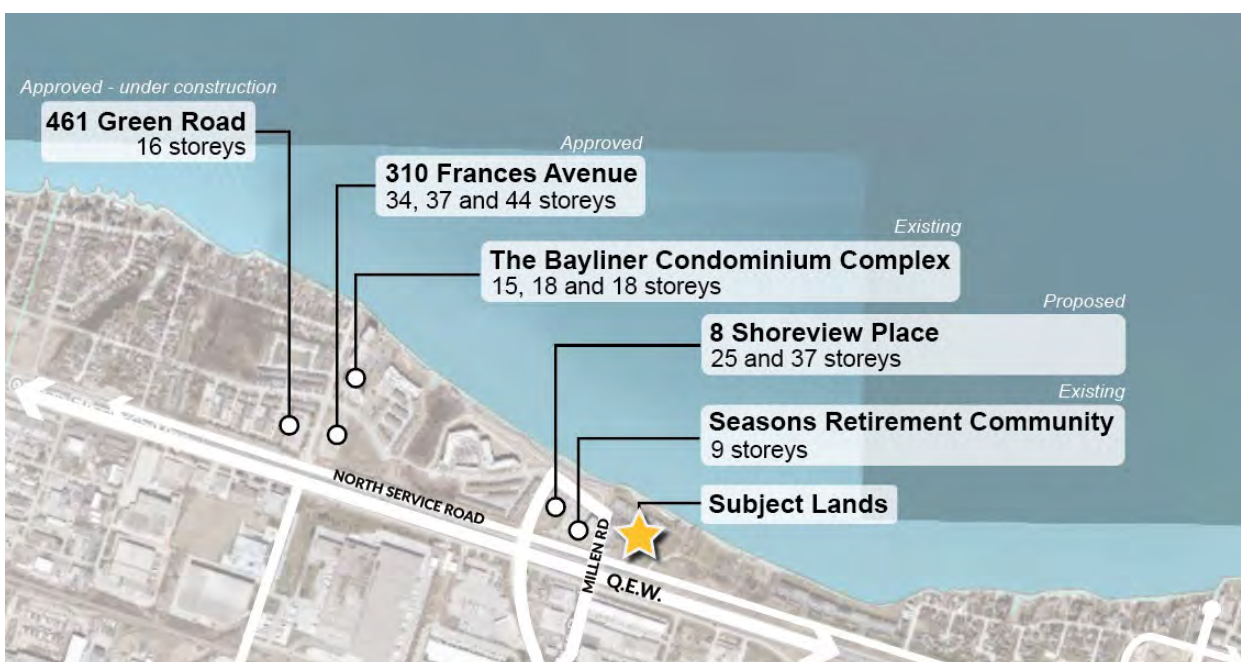 Approved - under construction
461 Green Road
16 storeys
Approved
310 Frances Avenue
34, 37 and 44 storeys
Existing
The Bayliner Condominium Complex
15, 18 and 18 storeys
Proposed
8 Shoreview Place
25 and 37 storeys
Existing
Seasons Retirement Community
9 storeys
Subject Lands
NORTH SERVICE ROAD
MILLEN RD
Q.E.W.